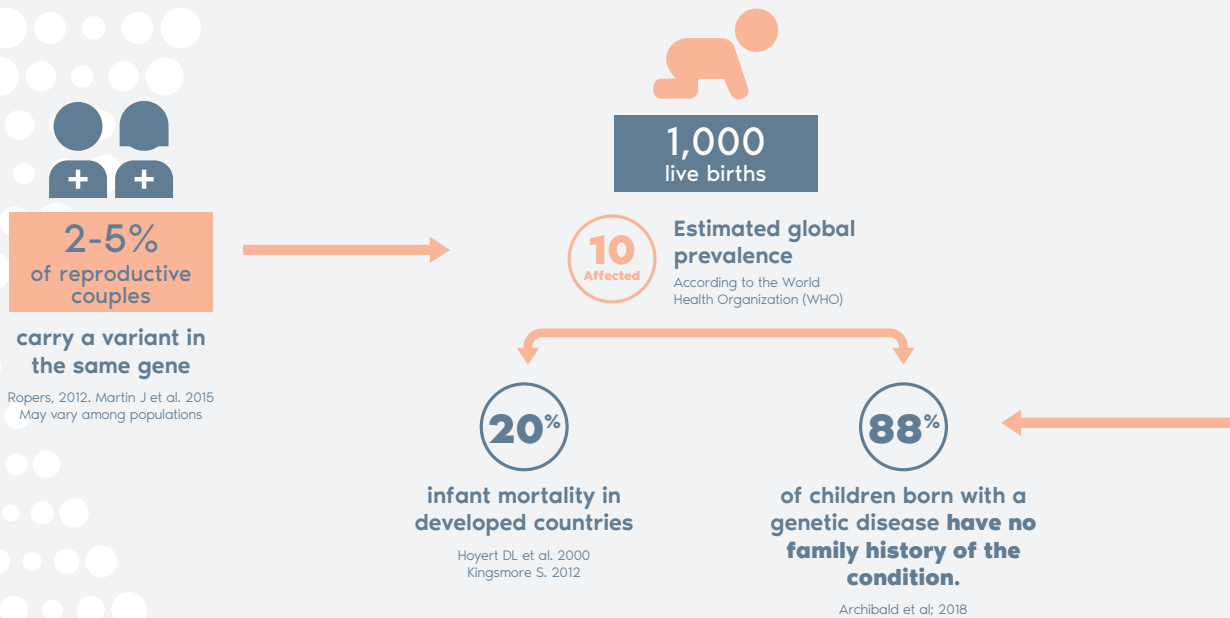 2-5%
of reproductive
couples
carry a variant in
the same gene
Ropers, 2012. Martin J et al. 2015
May vary among populations
1,000
live births
10
Affected
Estimated global
prevalence
According to the World
Health Organization (WHO)
20%
infant mortality in
developed countries
Hoyert DL et al. 2000
Kingsmore S. 2012
88%
of children born with a
genetic disease have no
family history of the
condition.
Archibald et al; 2018